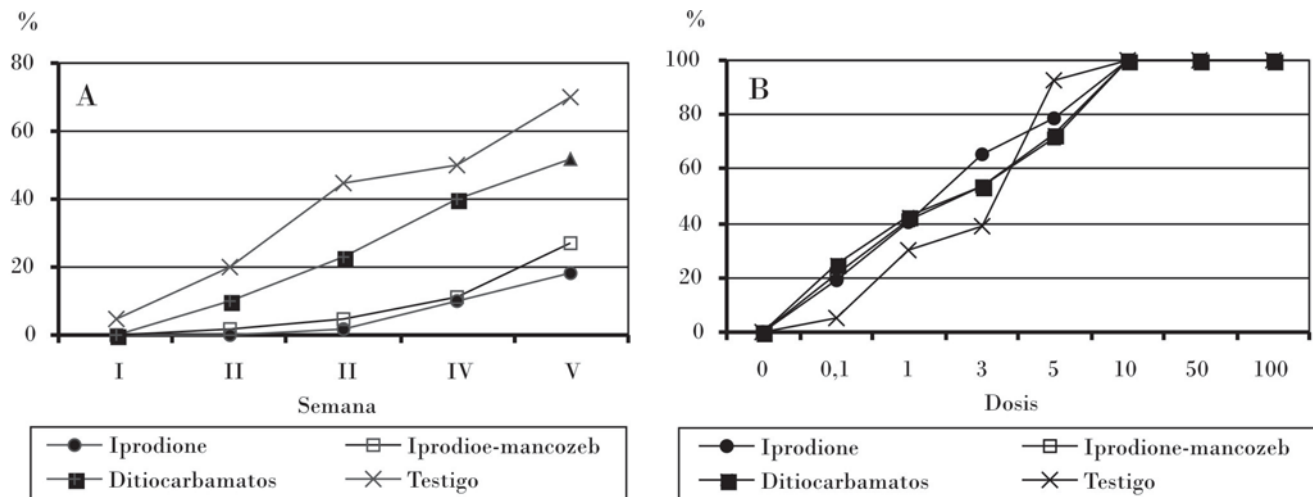 %
80
60
40
20
0
A
I II II IV V
Semana
Iprodione Iprodioe-mancozeb
Ditiocarbamatos Testigo
%
100
80
60
40
20
0
B
0 0,1 1 3 5 10 50 100
Dosis
Iprodione Iprodione-mancozeb
Ditiocarbamatos Testigo